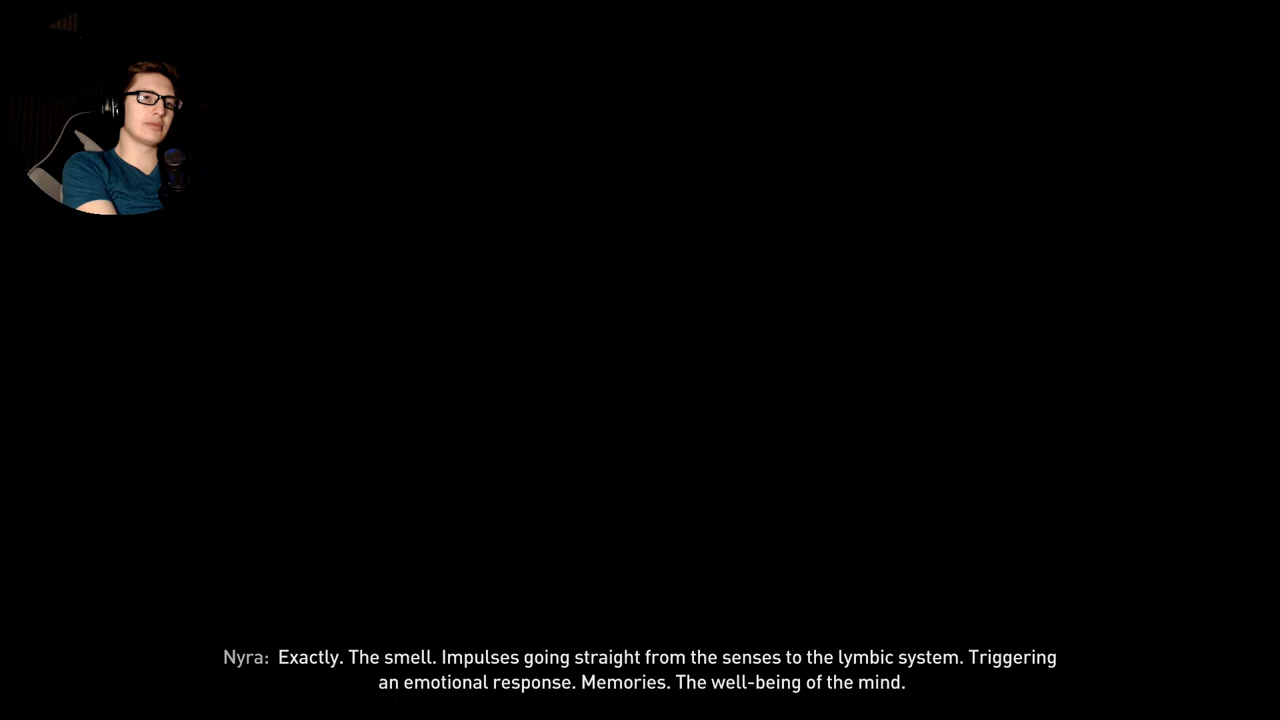 Nyra: Exactly. The smell. Impulses going straight from the senses to the lymbic system. Triggering
an emotional response. Memories. The well-being of the mind.